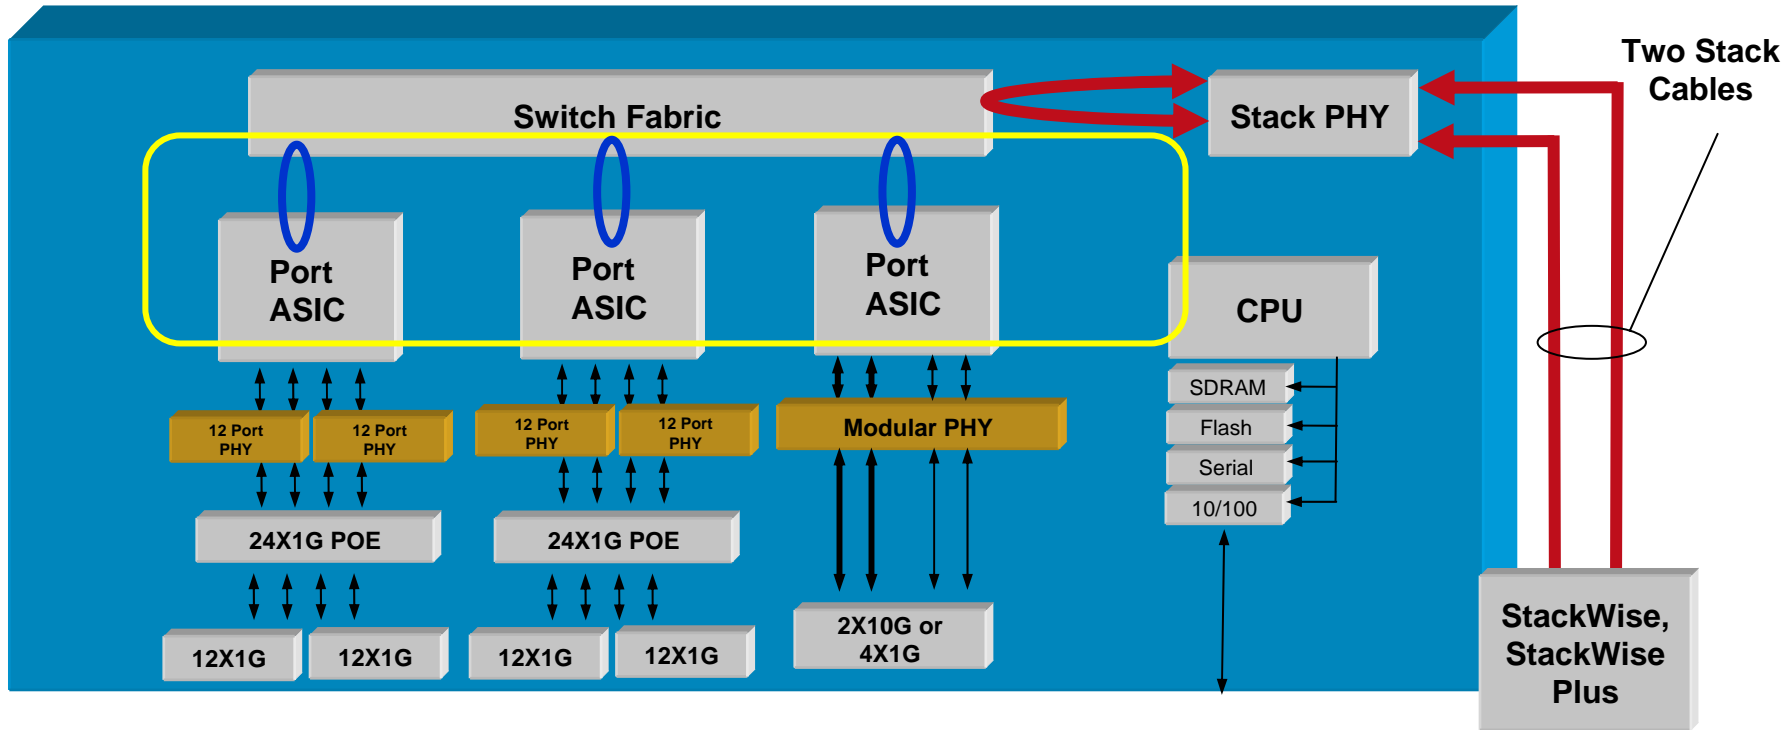 Two Stack
Cables
Switch Fabric
Stack PHY
Port
ASIC
Port
ASIC
Port
ASIC
CPU
SDRAM
Flash
Serial
10/100
12 Port
PHY
12 Port
PHY
12 Port
PHY
12 Port
PHY
Modular PHY
24X1G POE
24X1G POE
2X10G or
4X1G
12X1G
12X1G
12X1G
12X1G
StackWise,
StackWise
Plus